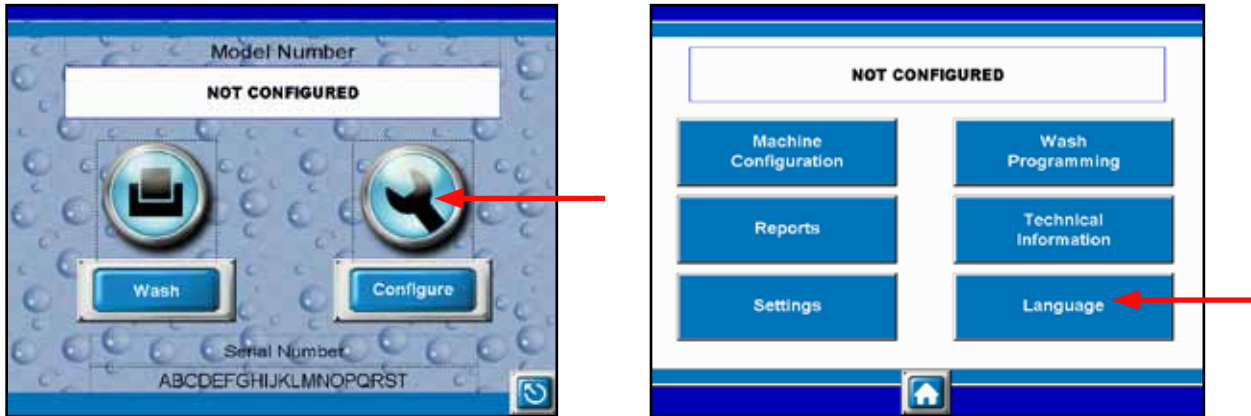 Model Number
NOT CONFIGURED
Wash
Configure
Serial Number
ABCDEFGHIJKLMNOPQRST
NOT CONFIGURED
Machine
Configuration
Wash
Programming
Reports
Technical
Information
Settings
Language